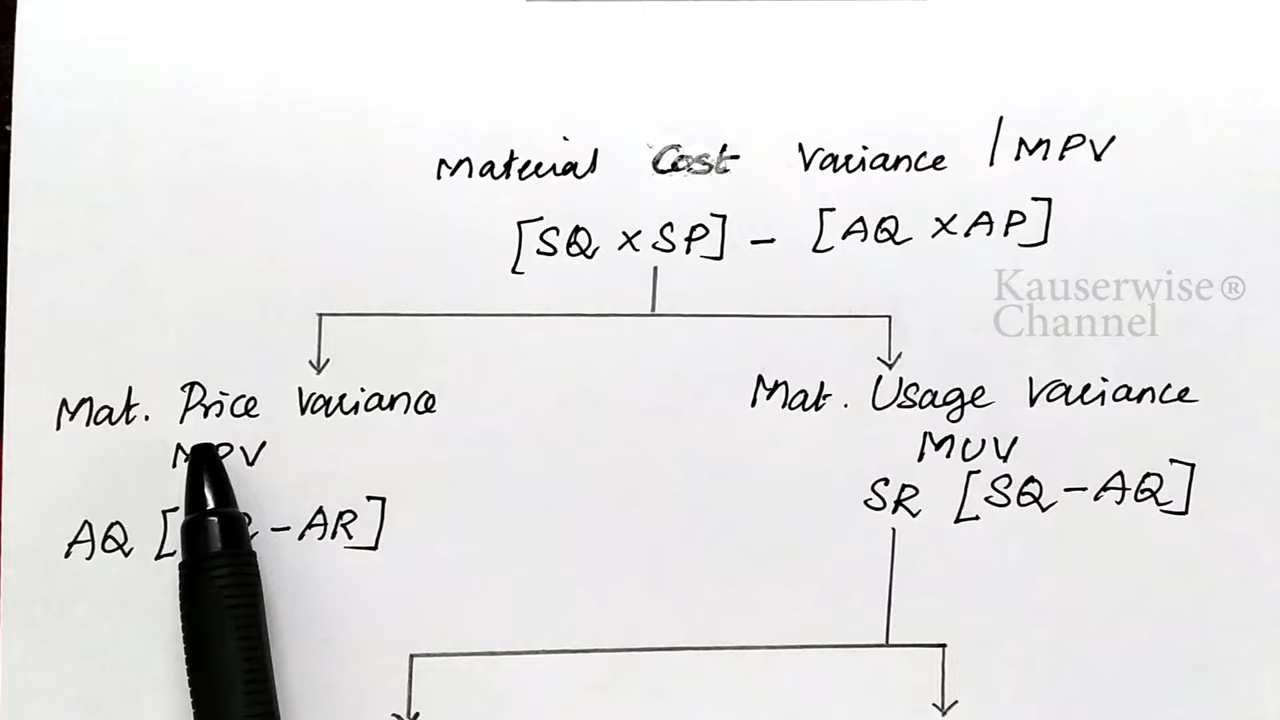 Material Cost Variance / MPV
[SQ × SP] - [AQ × AP]
Kauserwise®
Channel
Mat. Price Variance
MPV
AQ [ - AR]
Mat. Usage Variance
MUV
SR [SQ - AQ]